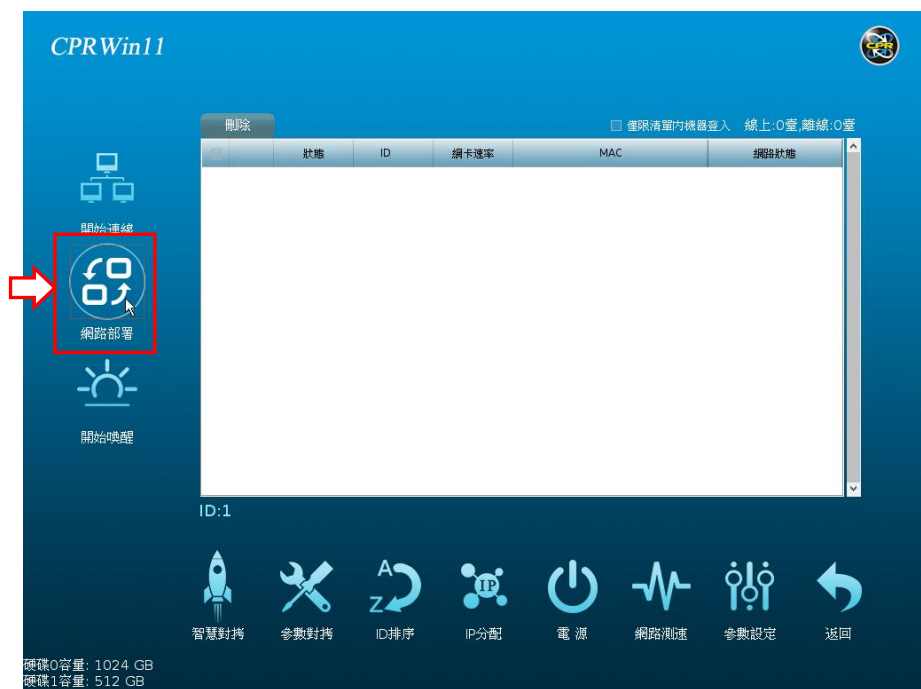 CPRWin11
CPR
刪除
僅限清單内機器登入 線上:0臺,離線:0臺
狀態 ID 網卡速率 MAC 網路狀態
開始連線
網路部署
開始喚醒
ID:1
A
Z
IP
智慧對拷 參數對拷 ID排序 IP分配 電 源 網路測速 參數設定 返回
硬碟0容量: 1024 GB
硬碟1容量: 512 GB